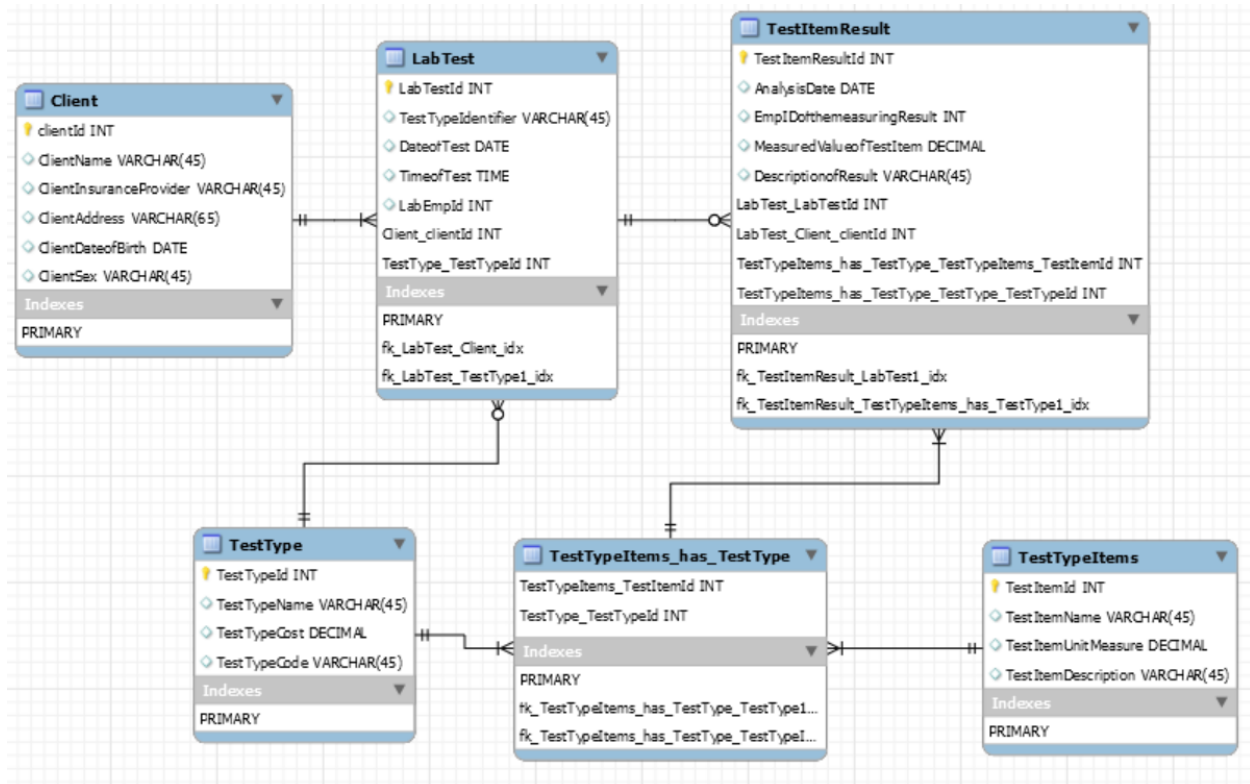 Client
clientId INT
ClientName VARCHAR(45)
ClientInsuranceProvider VARCHAR(45)
ClientAddress VARCHAR(65)
ClientDateofBirth DATE
ClientSex VARCHAR(45)
Indexes
PRIMARY
LabTest
LabTestId INT
TestTypeIdentifier VARCHAR(45)
DateofTest DATE
TimeofTest TIME
LabEmpId INT
Client_clientId INT
TestType_TestTypeId INT
Indexes
PRIMARY
fk_LabTest_Client_idx
fk_LabTest_TestType1_idx
TestItemResult
TestItemResultId INT
AnalysisDate DATE
EmpIDofthemeasuringResult INT
MeasuredValueofTestItem DECIMAL
DescriptionofResult VARCHAR(45)
LabTest_LabTestId INT
LabTest_Client_clientId INT
TestTypeItems_has_TestType_TestTypeItems_TestItemId INT
TestTypeItems_has_TestType_TestType_TestTypeId INT
Indexes
PRIMARY
fk_TestItemResult_LabTest1_idx
fk_TestItemResult_TestTypeItems_has_TestType1_idx
TestType
TestTypeId INT
TestTypeName VARCHAR(45)
TestTypeCost DECIMAL
TestTypeCode VARCHAR(45)
Indexes
PRIMARY
TestTypeItems_has_TestType
TestTypeItems_TestItemId INT
TestType_TestTypeId INT
Indexes
PRIMARY
fk_TestTypeItems_has_TestType_TestType1...
fk_TestTypeItems_has_TestType_TestTypeI...
TestTypeItems
TestItemId INT
TestItemName VARCHAR(45)
TestItemUnitMeasure DECIMAL
TestItemDescription VARCHAR(45)
Indexes
PRIMARY